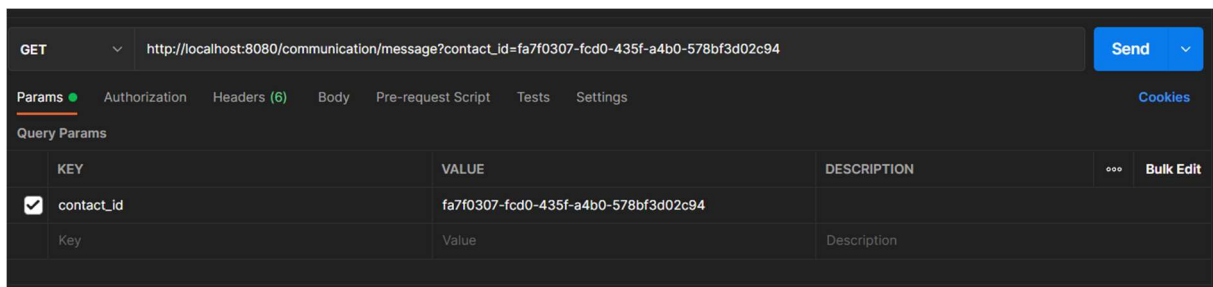 GET http://localhost:8080/communication/message?contact_id=fa7f0307-fcd0-435f-a4b0-578bf3d02c94 Send
Params Authorization Headers (6) Body Pre-request Script Tests Settings Cookies
Query Params
KEY VALUE DESCRIPTION ooo Bulk Edit
contact_id fa7f0307-fcd0-435f-a4b0-578bf3d02c94
Key Value Description